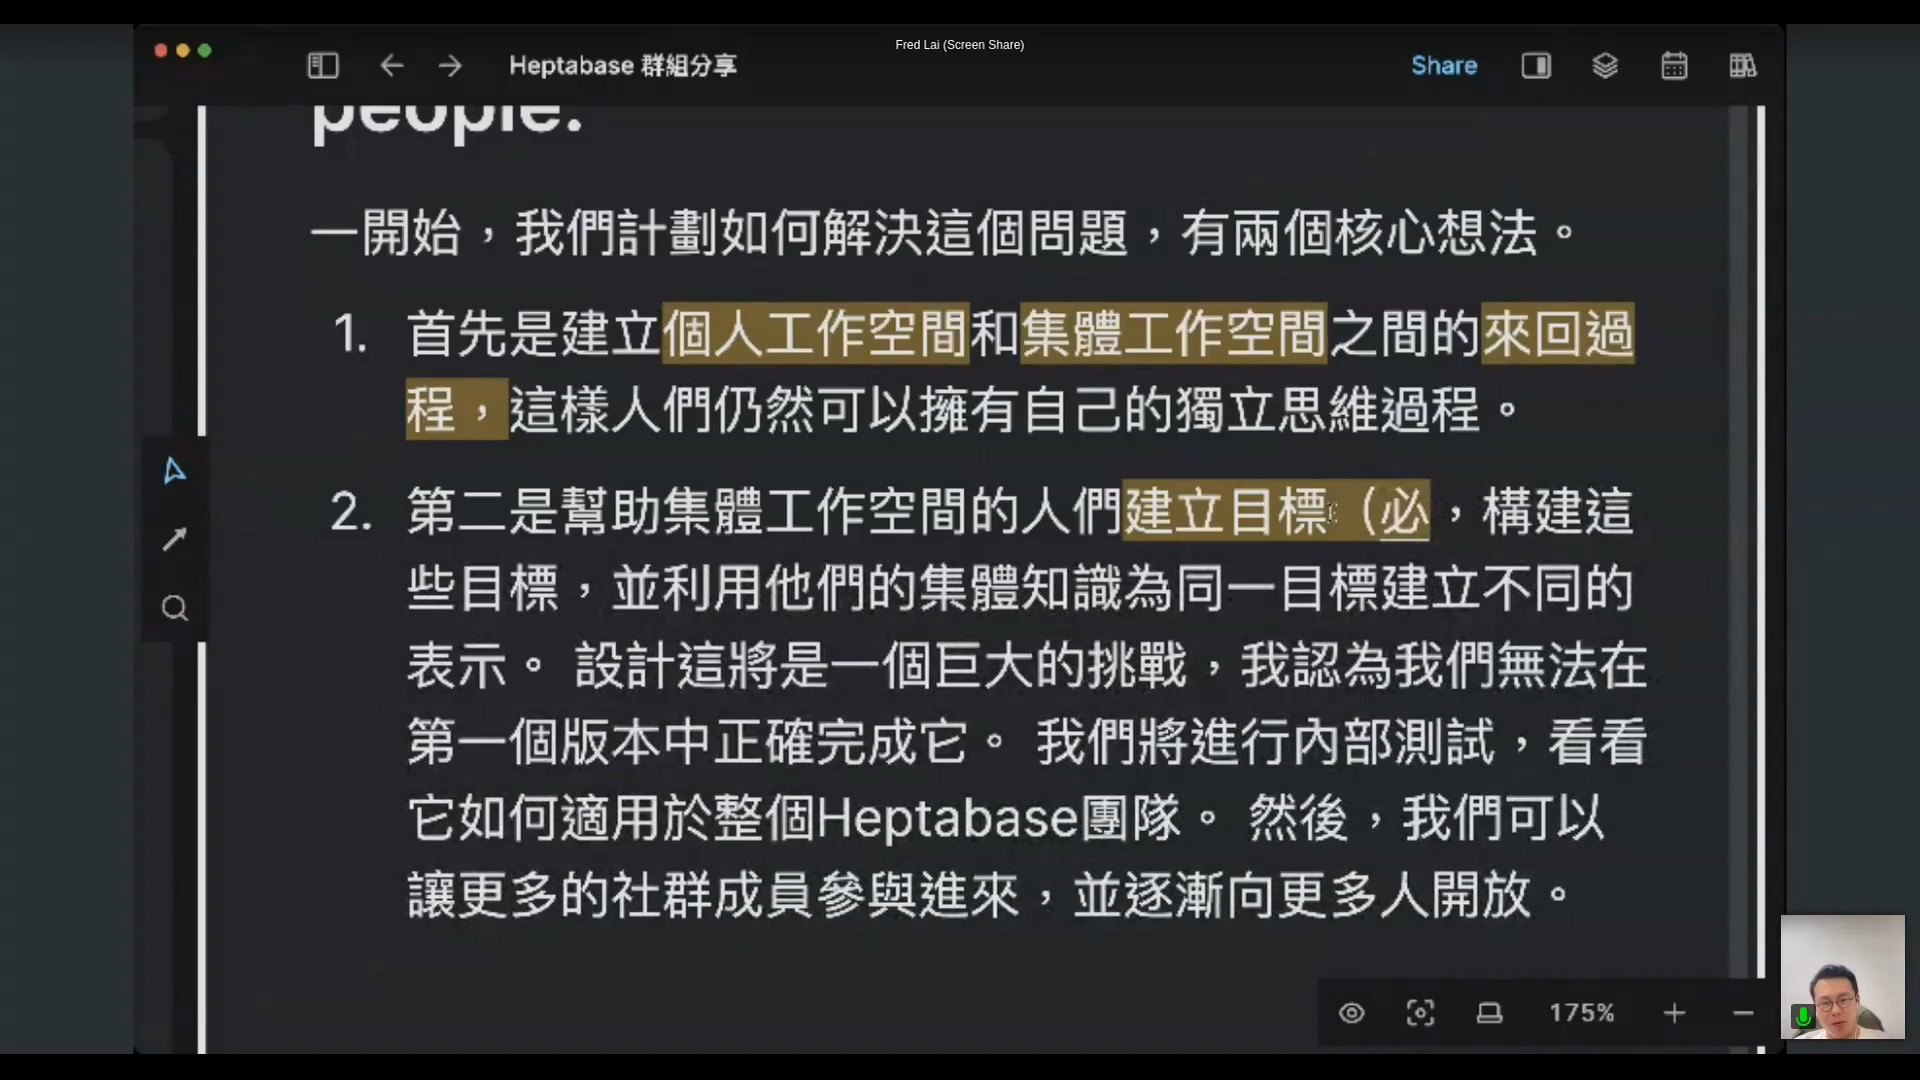 Fred Lai (Screen Share)
Heptabase 群組分享
Share
people.
一開始，我們計劃如何解決這個問題，有兩個核心想法。
1. 首先是建立個人工作空間和集體工作空間之間的來回過
程，這樣人們仍然可以擁有自己的獨立思維過程。
2. 第二是幫助集體工作空間的人們建立目標（必，構建這
些目標，並利用他們的集體知識為同一目標建立不同的
表示。 設計這將是一個巨大的挑戰，我認為我們無法在
第一個版本中正確完成它。 我們將進行內部測試，看看
它如何適用於整個Heptabase團隊。 然後，我們可以
讓更多的社群成員參與進來，並逐漸向更多人開放。
175%